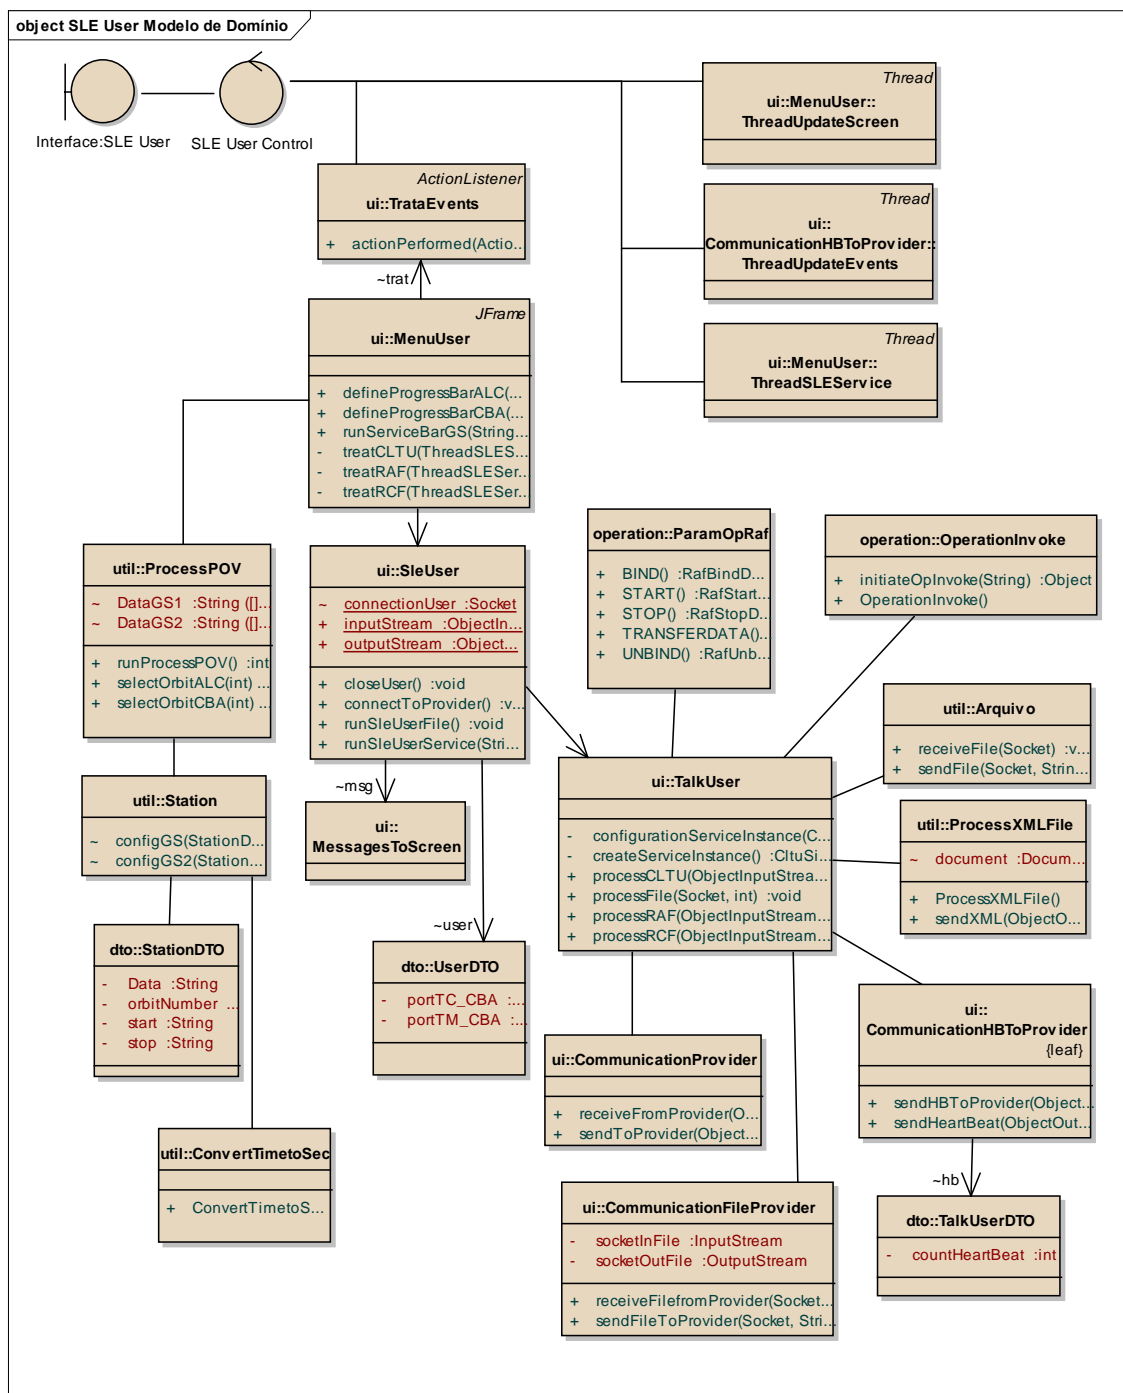 object SLE User Modelo de Domínio
Interface:SLE User
SLE User Control
Thread
ui::MenuUser::
ThreadUpdateScreen
ActionListener
ui::TrataEvents
+ actionPerformed(Actio...
Thread
ui::
CommunicationHBToProvider::
ThreadUpdateEvents
~trat
JFrame
ui::MenuUser
+ defineProgressBarALC(...
+ defineProgressBarCBA(...
+ runServiceBarGS(String...
- treatCLTU(ThreadSLES...
- treatRAF(ThreadSLESer...
- treatRCF(ThreadSLESer...
Thread
ui::MenuUser::
ThreadSLEService
util::ProcessPOV
~ DataGS1 :String ([]...
~ DataGS2 :String ([]...
+ runProcessPOV() :int
+ selectOrbitALC(int) ...
+ selectOrbitCBA(int) ...
ui::SleUser
~ connectionUser :Socket
+ inputStream :ObjectIn...
+ outputStream :Object...
+ closeUser() :void
+ connectToProvider() :v...
+ runSleUserFile() :void
+ runSleUserService(Stri...
operation::ParamOpRaf
+ BIND() :RafBindD...
+ START() :RafStart...
+ STOP() :RafStopD...
+ TRANSFERDATA()...
+ UNBIND() :RafUnb...
operation::OperationInvoke
+ initiateOpInvoke(String) :Object
+ OperationInvoke()
util::Arquivo
+ receiveFile(Socket) :v...
+ sendFile(Socket, Strin...
util::Station
~ configGS(StationD...
~ configGS2(Station...
~msg
ui::
MessagesToScreen
ui::TalkUser
- configurationServiceInstance(C...
- createServiceInstance() :CltuSi...
+ processCLTU(ObjectInputStrea...
+ processFile(Socket, int) :void
+ processRAF(ObjectInputStream...
+ processRCF(ObjectInputStream...
util::ProcessXMLFile
~ document :Docum...
+ ProcessXMLFile()
+ sendXML(ObjectO...
dto::StationDTO
- Data :String
- orbitNumber ...
- start :String
- stop :String
~user
dto::UserDTO
- portTC_CBA :...
- portTM_CBA :...
ui::
CommunicationHBToProvider
{leaf}
+ sendHBToProvider(Object...
+ sendHeartBeat(ObjectOut...
ui::CommunicationProvider
+ receiveFromProvider(O...
+ sendToProvider(Object...
util::ConvertTimetoSec
+ ConvertTimetoS...
~hb
ui::CommunicationFileProvider
- socketInFile :InputStream
- socketOutFile :OutputStream
+ receiveFilefromProvider(Socket...
+ sendFileToProvider(Socket, Stri...
dto::TalkUserDTO
- countHeartBeat :int